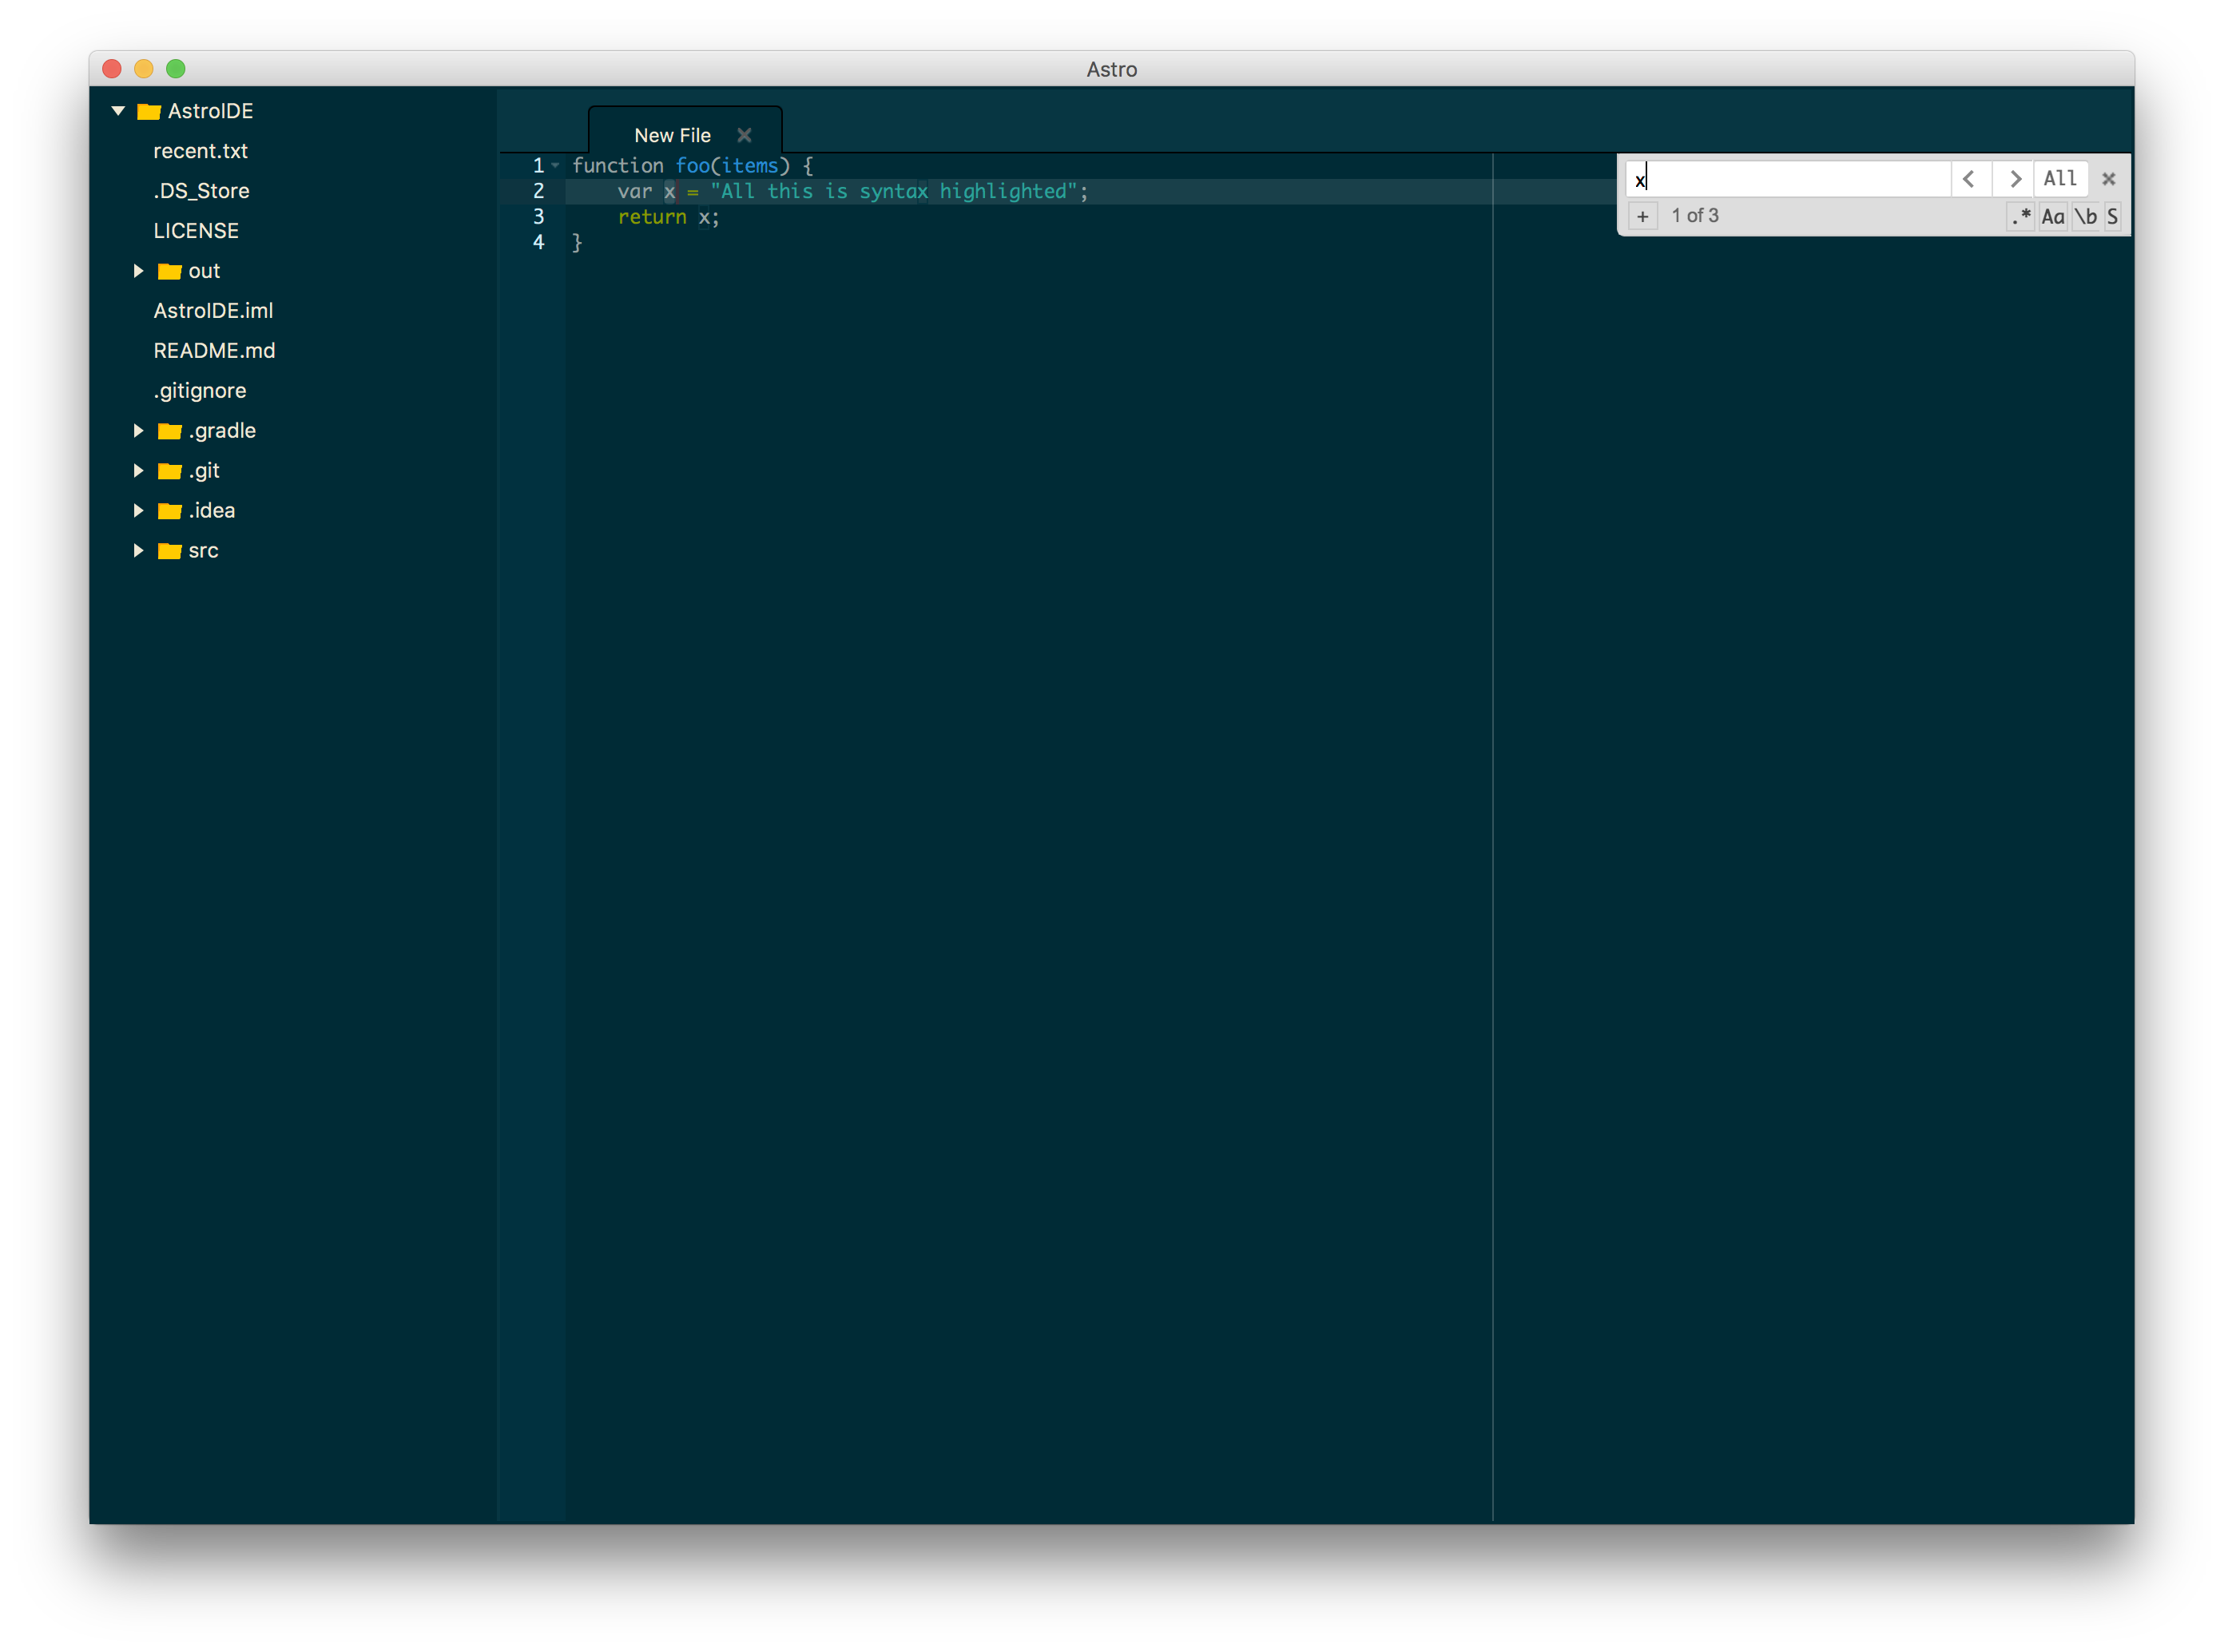 Astro
AstroIDE
recent.txt
.DS_Store
LICENSE
out
AstroIDE.iml
README.md
.gitignore
.gradle
.git
.idea
src
New File
1 function foo(items) {
2     var x = "All this is syntax highlighted";
3     return x;
4 }
x < > All
+ 1 of 3 .* Aa \b S